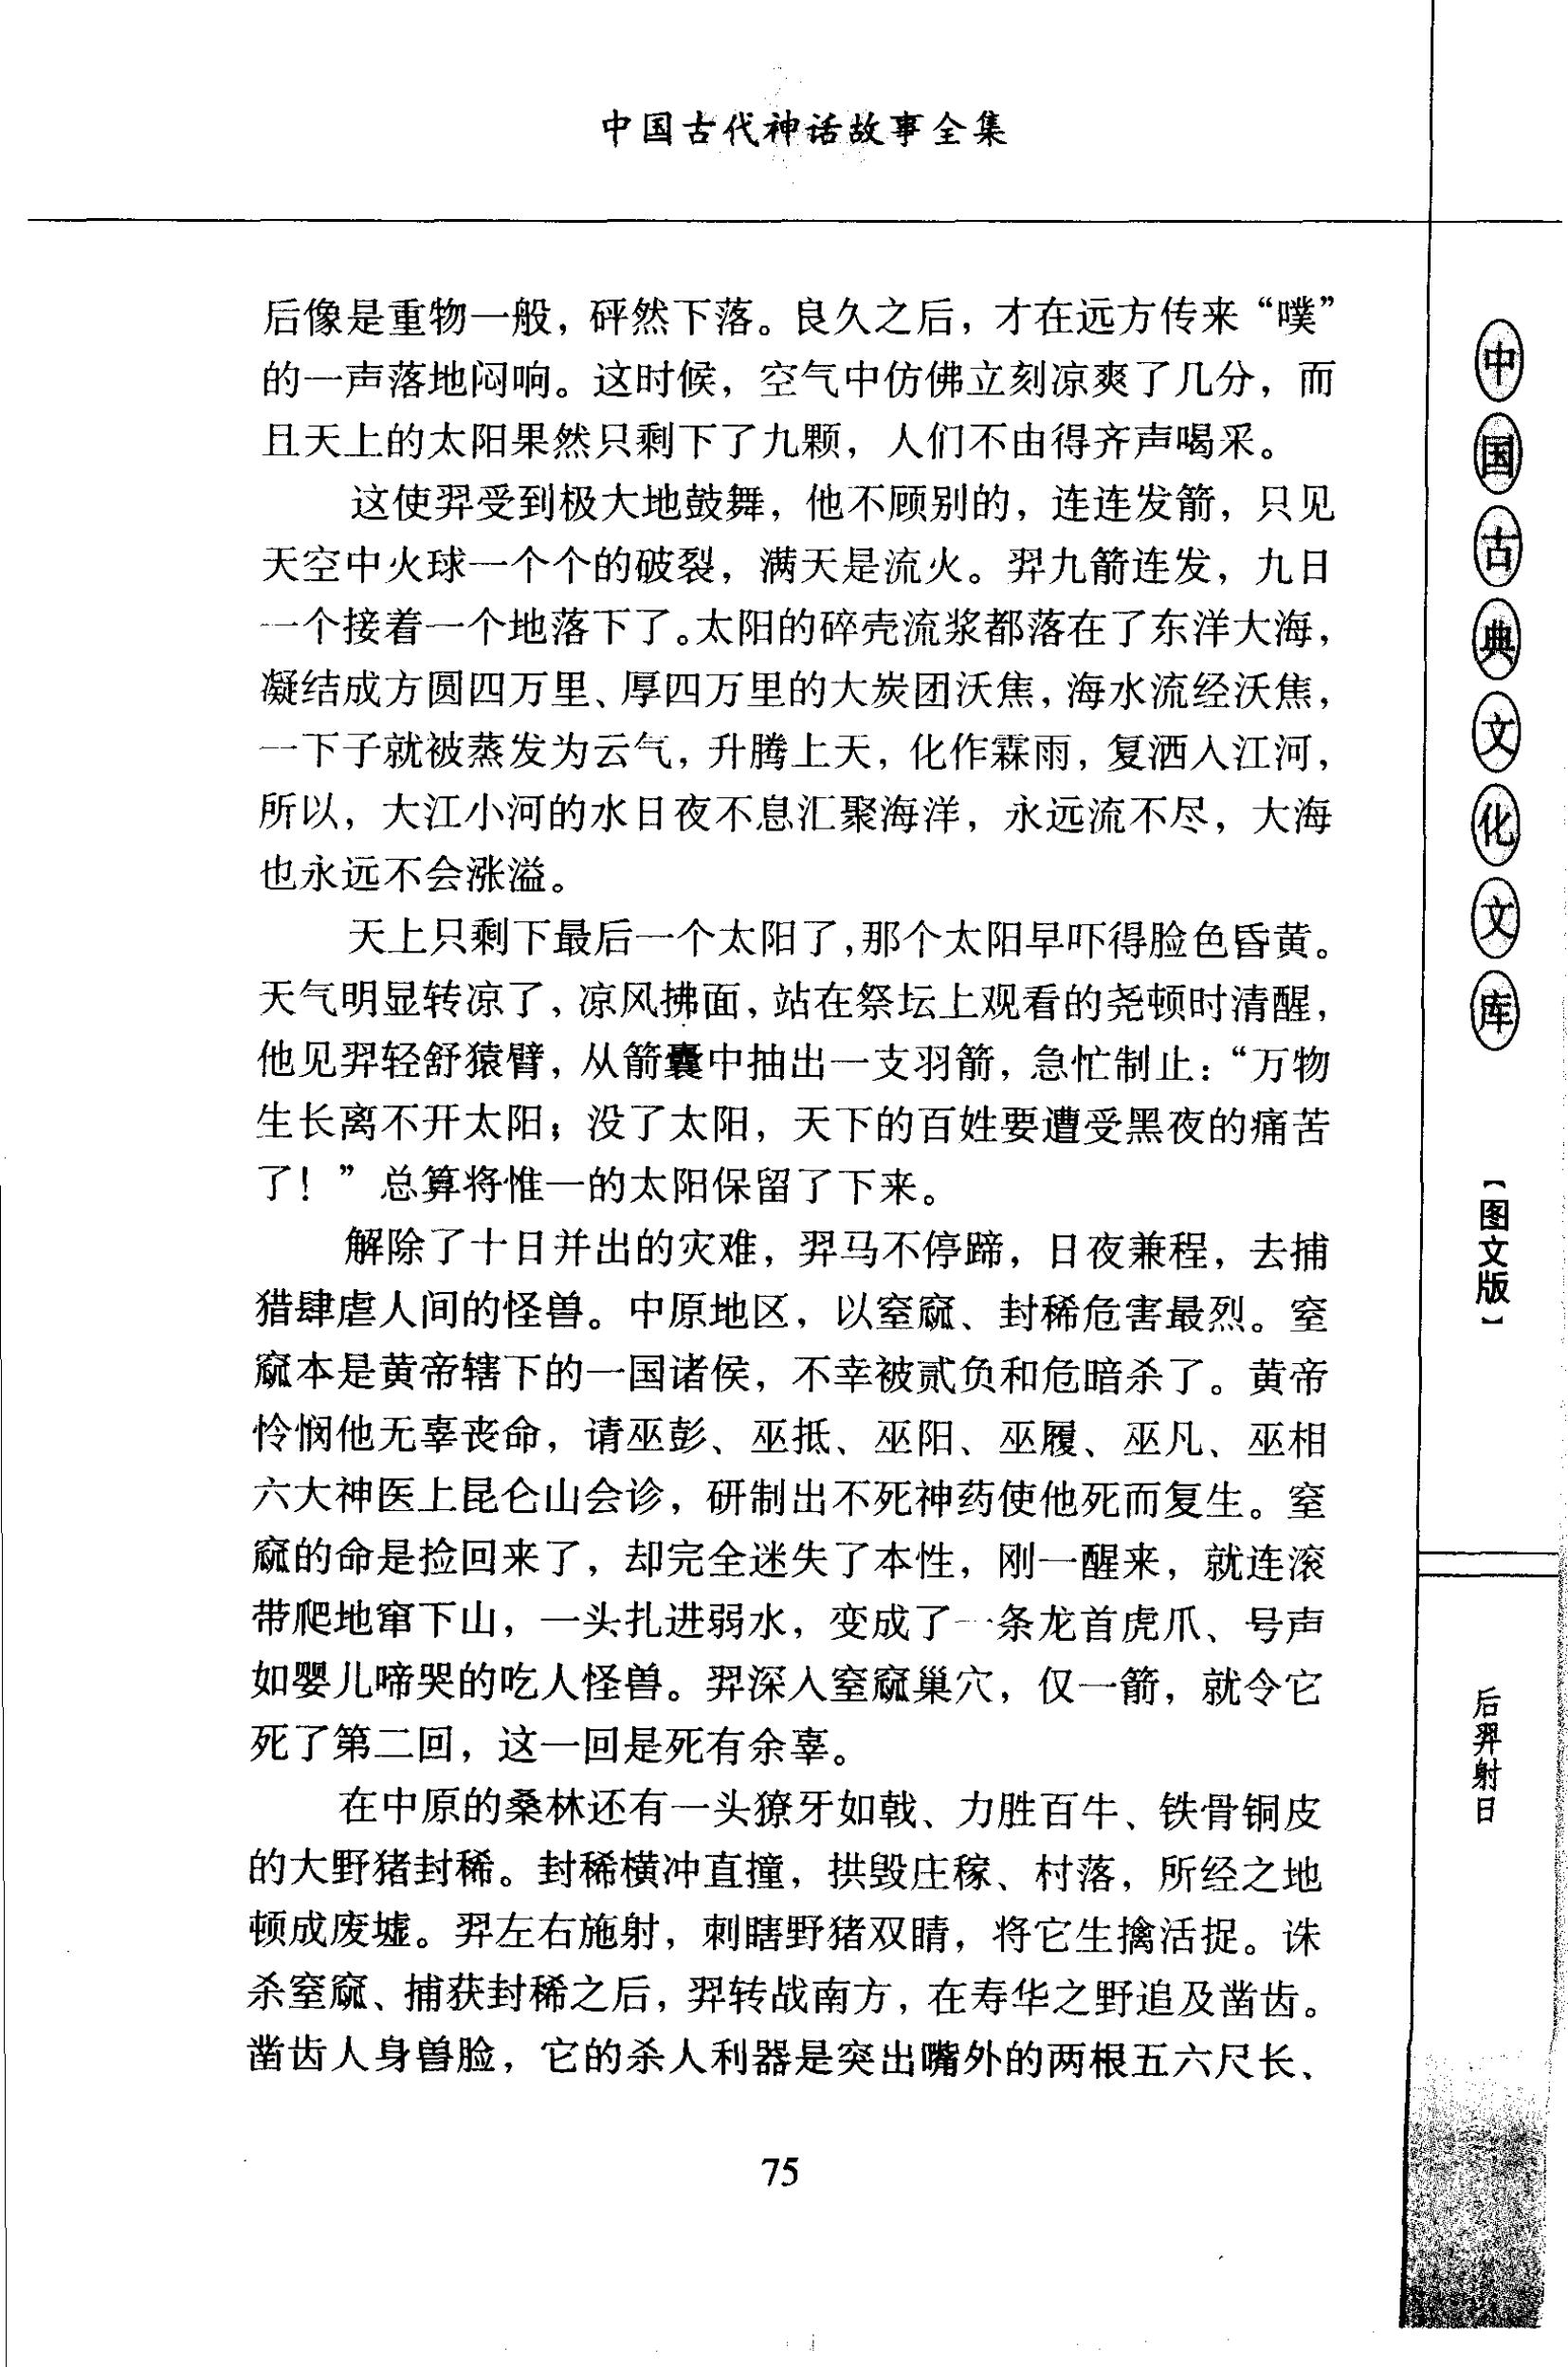 中国古代神话故事全集
后像是重物一般，砰然下落。良久之后，才在远方传来“噗”
的一声落地闷响。这时候，空气中仿佛立刻凉爽了几分，而
且天上的太阳果然只剩下了九颗，人们不由得齐声喝采。
这使羿受到极大地鼓舞，他不顾别的，连连发箭，只见
天空中火球一个个的破裂，满天是流火。羿九箭连发，九日
一个接着一个地落下了。太阳的碎壳流浆都落在了东洋大海，
凝结成方圆四万里、厚四万里的大炭团沃焦，海水流经沃焦，
一下子就被蒸发为云气，升腾上天，化作霖雨，复洒入江河，
所以，大江小河的水日夜不息汇聚海洋，永远流不尽，大海
也永远不会涨溢。
天上只剩下最后一个太阳了，那个太阳早吓得脸色昏黄。
天气明显转凉了，凉风拂面，站在祭坛上观看的尧顿时清醒，
他见羿轻舒猿臂，从箭囊中抽出一支羽箭，急忙制止：“万物
生长离不开太阳；没了太阳，天下的百姓要遭受黑夜的痛苦
了！”总算将惟一的太阳保留了下来。
解除了十日并出的灾难，羿马不停蹄，日夜兼程，去捕
猎肆虐人间的怪兽。中原地区，以窒窳、封稀危害最烈。窒
窳本是黄帝辖下的一国诸侯，不幸被贰负和危暗杀了。黄帝
怜悯他无辜丧命，请巫彭、巫抵、巫阳、巫履、巫凡、巫相
六大神医上昆仑山会诊，研制出不死神药使他死而复生。窒
窳的命是捡回来了，却完全迷失了本性，刚一醒来，就连滚
带爬地窜下山，一头扎进弱水，变成了一条龙首虎爪、号声
如婴儿啼哭的吃人怪兽。羿深入窒窳巢穴，仅一箭，就令它
死了第二回，这一回是死有余辜。
在中原的桑林还有一头獠牙如戟、力胜百牛、铁骨铜皮
的大野猪封稀。封稀横冲直撞，拱毁庄稼、村落，所经之地
顿成废墟。羿左右施射，刺瞎野猪双睛，将它生擒活捉。诛
杀窒窳、捕获封稀之后，羿转战南方，在寿华之野追及凿齿。
凿齿人身兽脸，它的杀人利器是突出嘴外的两根五六尺长、
75
中国古典文化文库
【图文版】
后羿射日